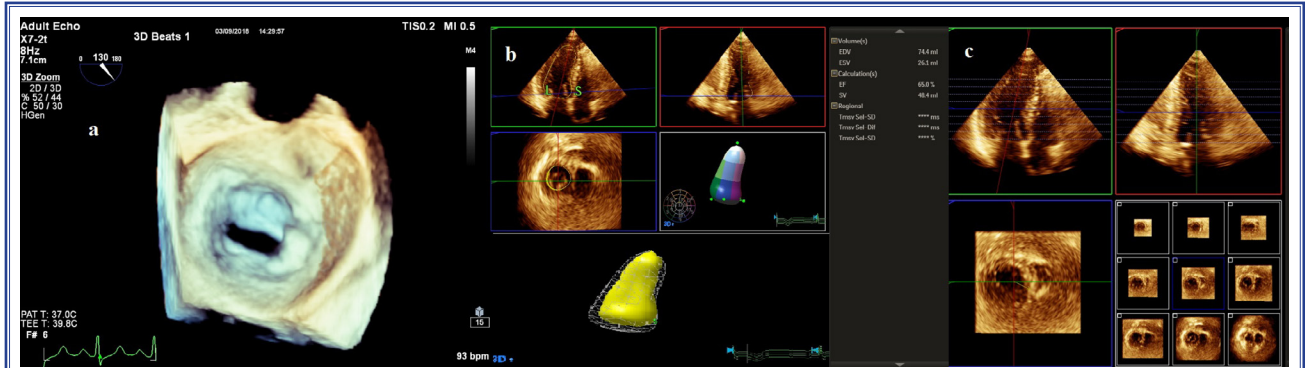 Adult Echo
X7-2t
8Hz
7.1cm
3D Zoom
2D / 3D
% 52 / 44
C 50 / 30
HGen
0 130 180
3D Beats 1
03/09/2018 14:29:57
TIS0.2 MI 0.5
M4
a
PAT T: 37.0C
TEE T: 39.8C
F# 6
15
93 bpm
b
L S
3D
Volume(s)
EDV 74.4 ml
ESV 26.1 ml
Calculation(s)
EF 65.0 %
SV 48.4 ml
Regional
Tmsv Sel-SD **** ms
Tmsv Sel-Dif **** ms
Tmsv Sel-SD **** %
c